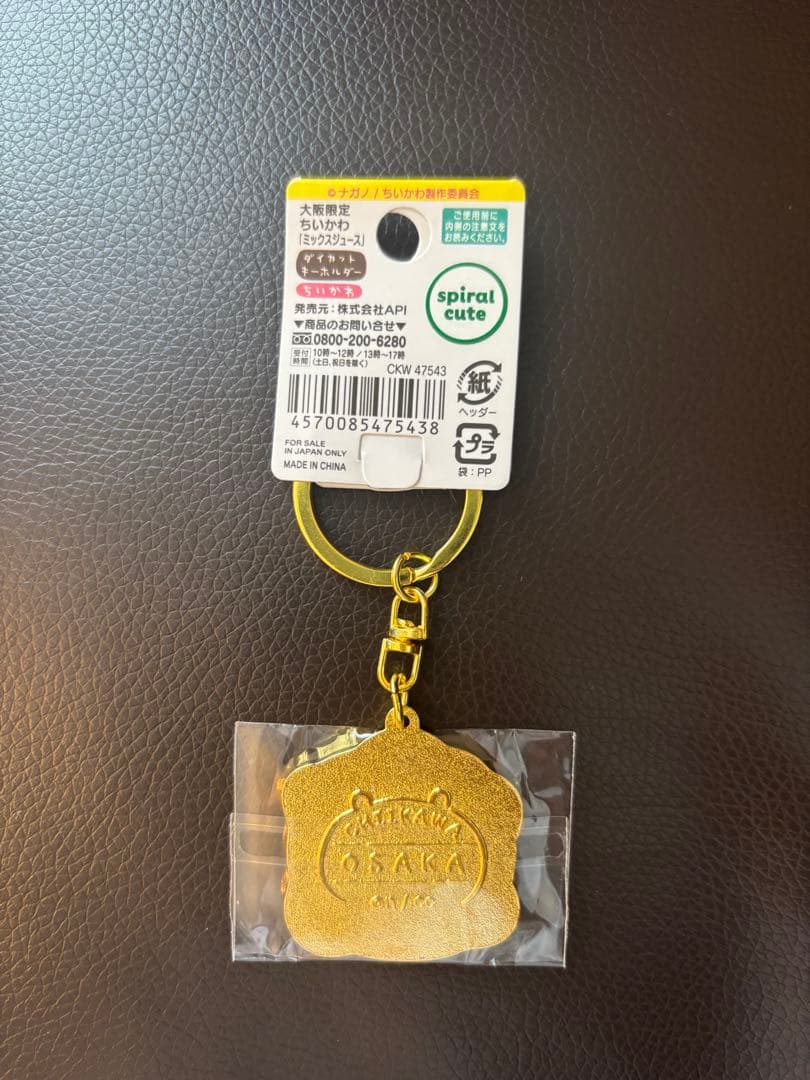 ©ナガノ / ちいかわ製作委員会
大阪限定
ちいかわ
「ミックスジュース」
ダイカット
キーホルダー
ちいかわ
ご使用前に
内側の注意文を
お読みください。
spiral
cute
発売元：株式会社API
▼商品のお問い合せ▼
0800-200-6280
受付
時間
10時〜12時 / 13時〜17時
(土日、祝日を除く)
CKW 47543
4570085475438
FOR SALE
IN JAPAN ONLY
MADE IN CHINA
紙
ヘッダー
プラ
袋：PP
CHIIKAWA
OSAKA